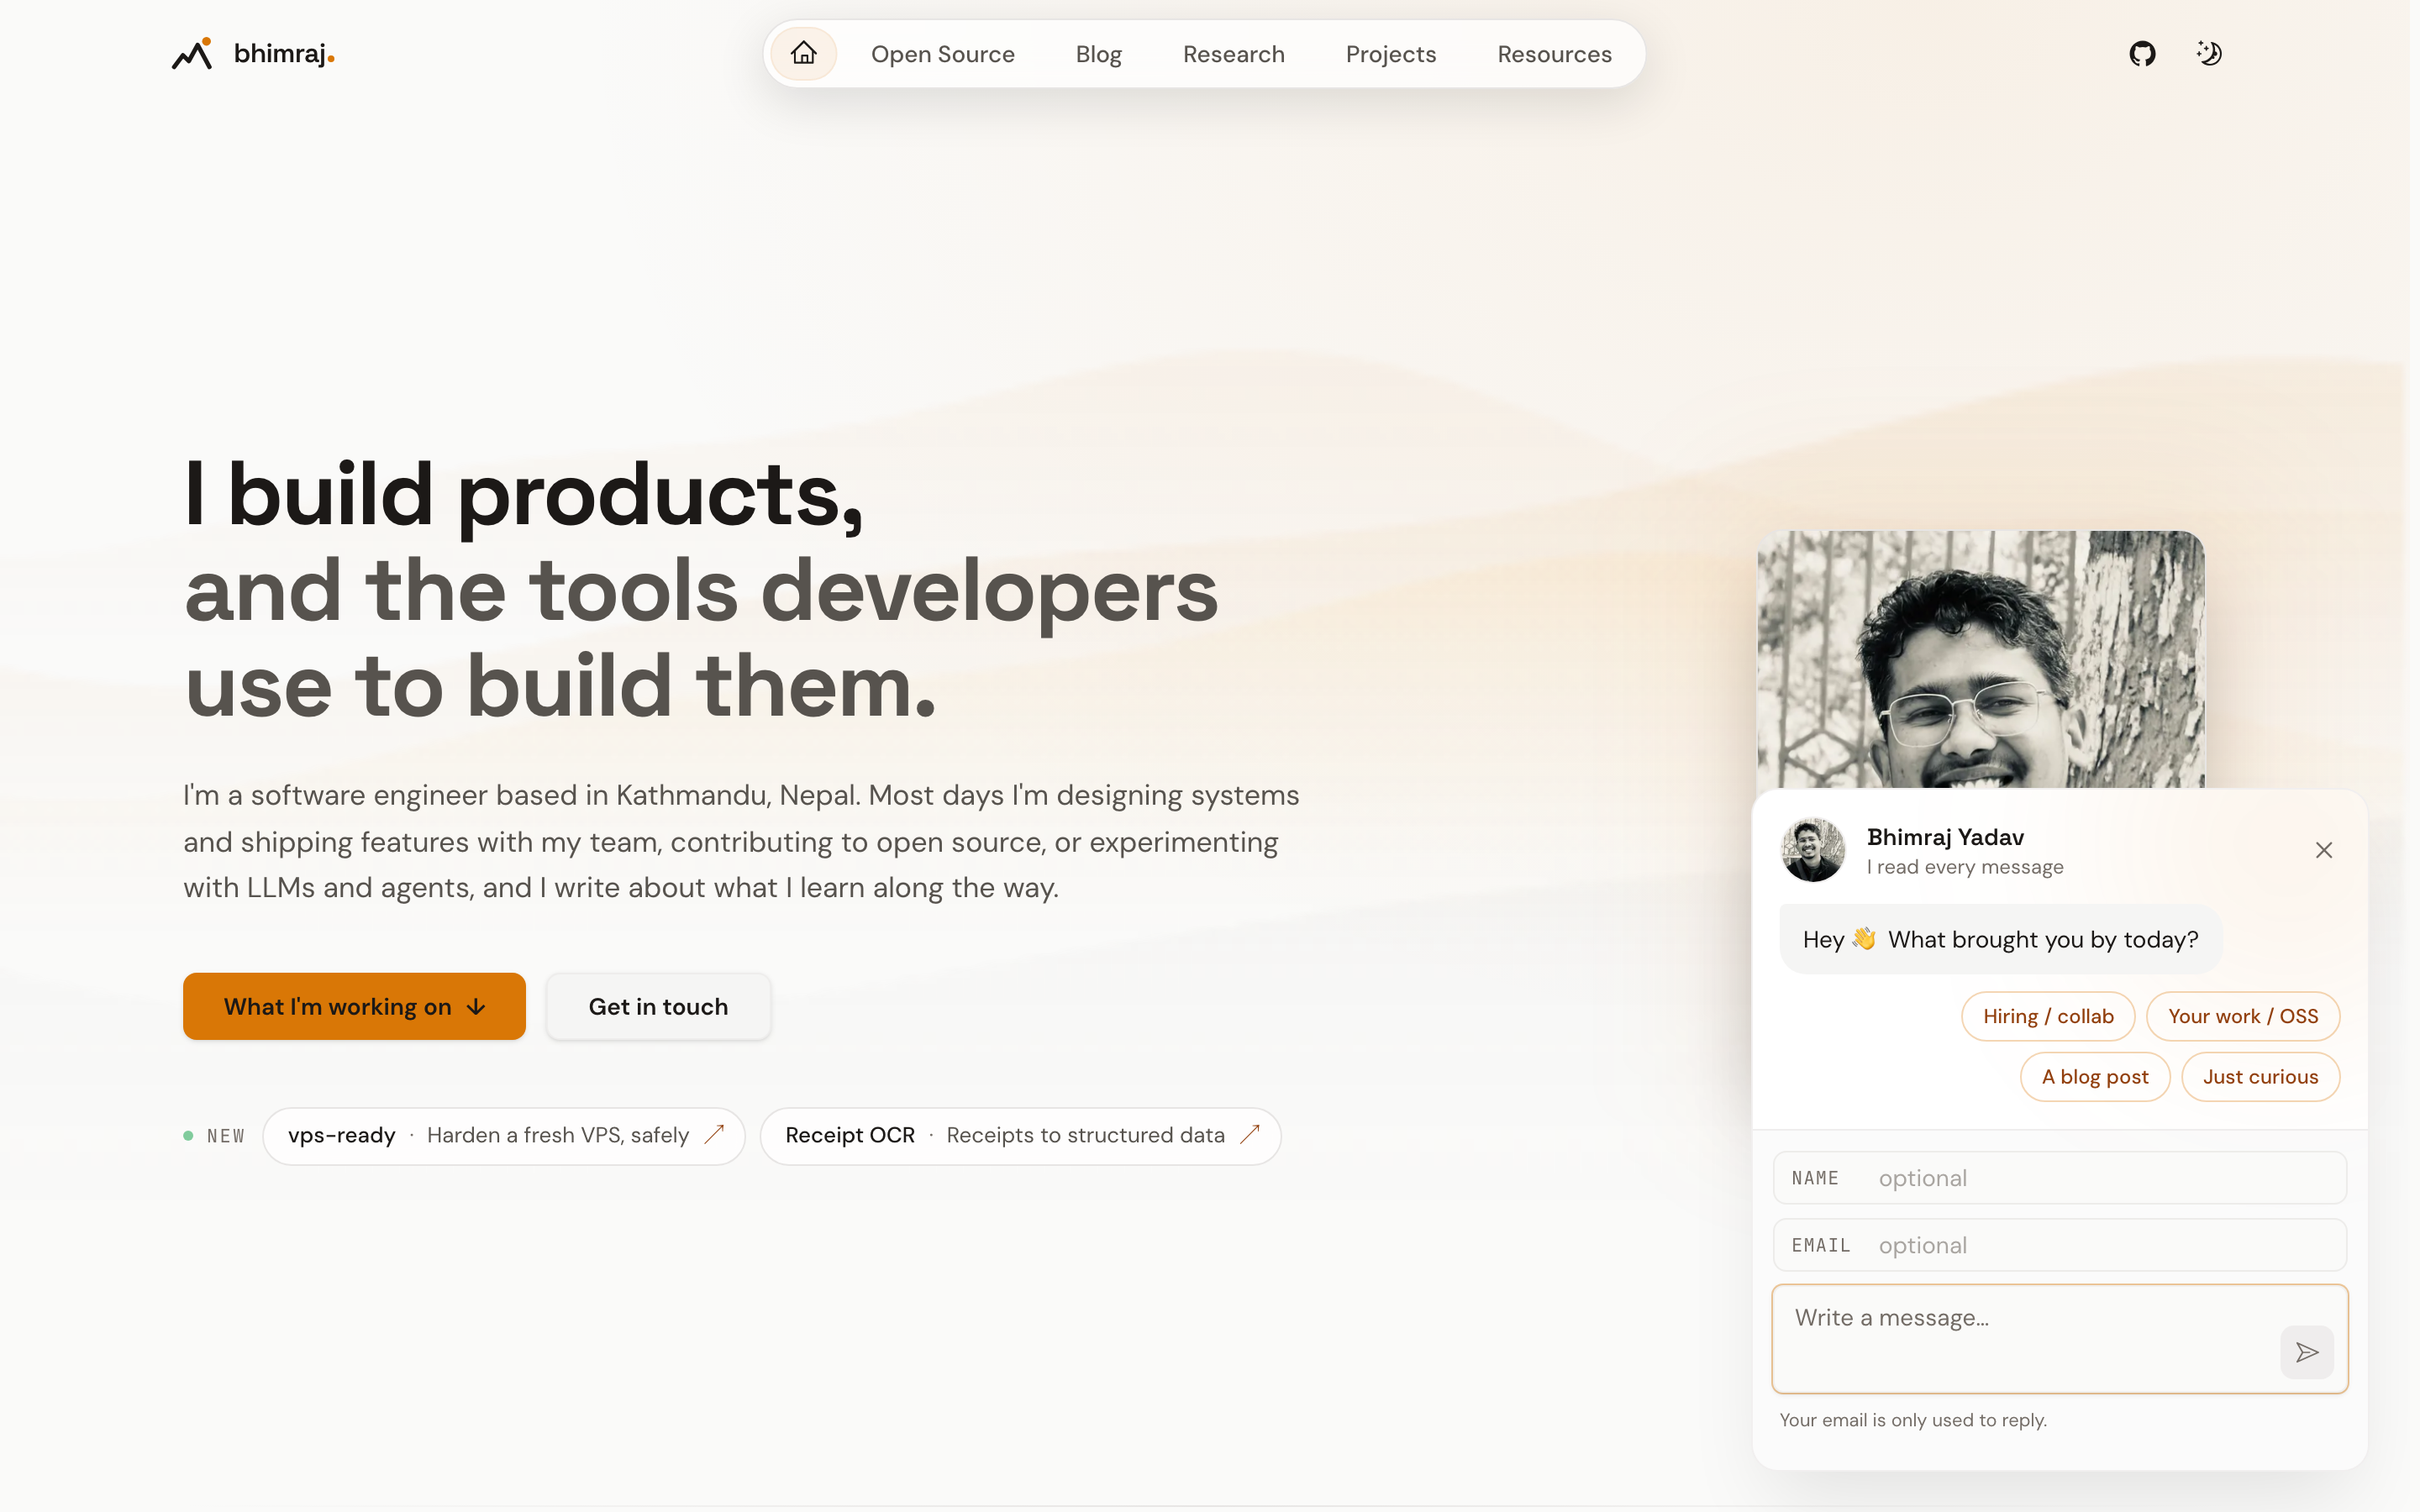 bhimraj.
Open Source
Blog
Research
Projects
Resources
I build products,
and the tools developers
use to build them.
I'm a software engineer based in Kathmandu, Nepal. Most days I'm designing systems
and shipping features with my team, contributing to open source, or experimenting
with LLMs and agents, and I write about what I learn along the way.
What I'm working on ↓
Get in touch
NEW
vps-ready · Harden a fresh VPS, safely
Receipt OCR · Receipts to structured data
Bhimraj Yadav
I read every message
Hey 👋 What brought you by today?
Hiring / collab
Your work / OSS
A blog post
Just curious
NAME optional
EMAIL optional
Write a message...
Your email is only used to reply.